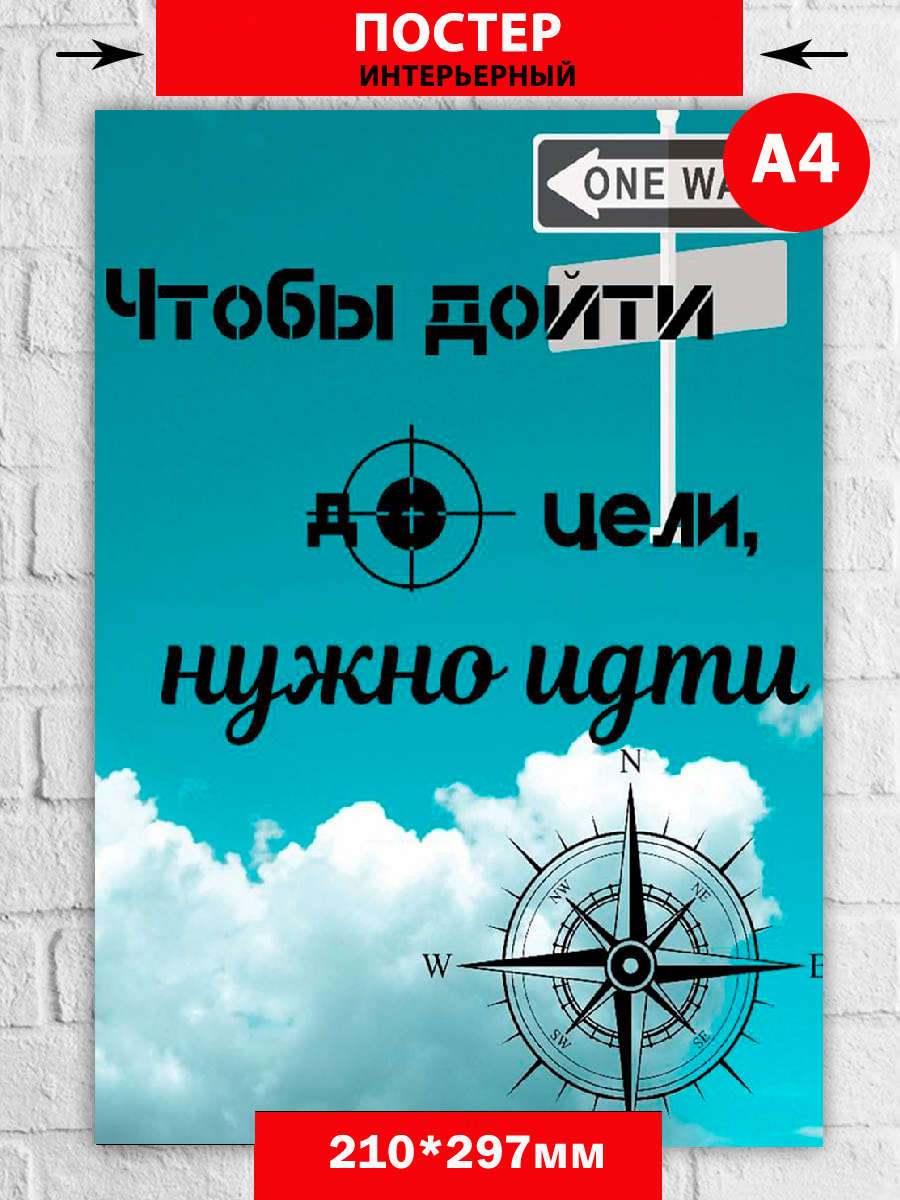 ПОСТЕР
ИНТЕРЬЕРНЫЙ
A4
ONE WA
Чтобы дойти
до цели,
нужно идти
N
NW NE
W E
SW SE
210*297мм